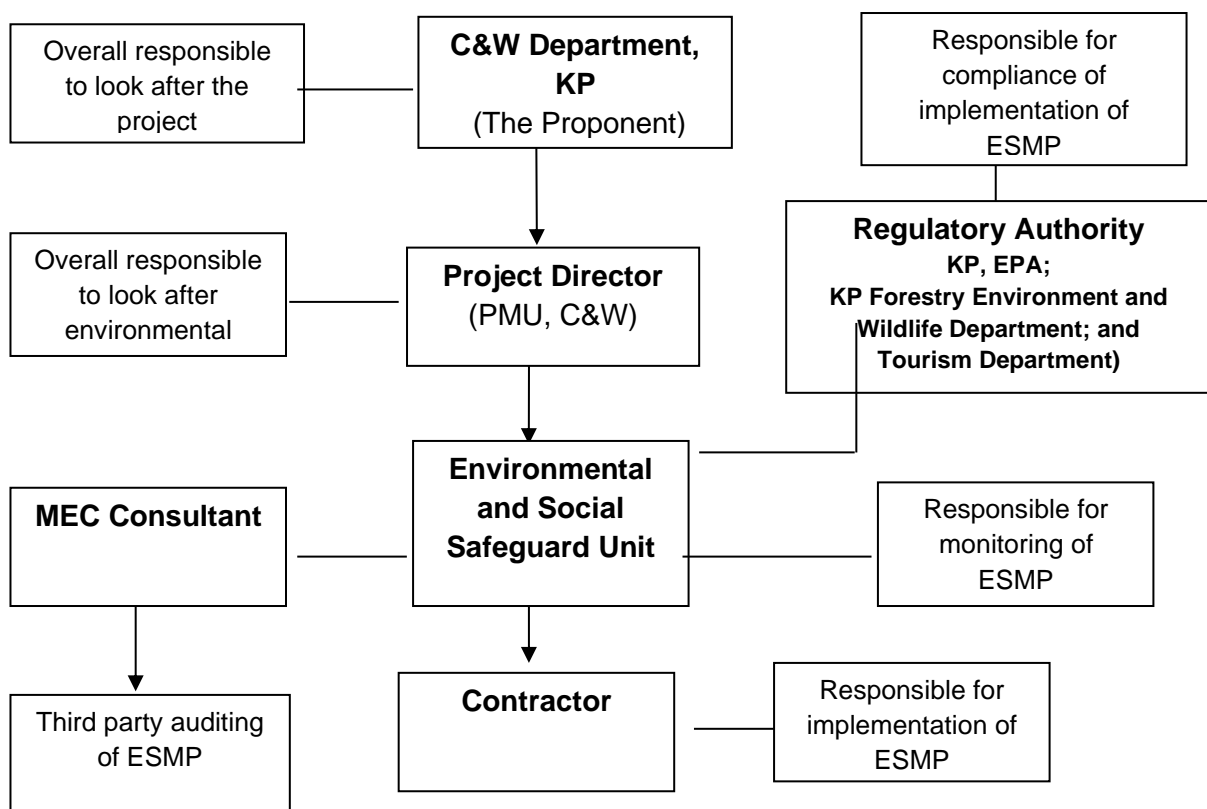 Overall responsible
to look after the
project
C&W Department,
KP
(The Proponent)
Responsible for
compliance of
implementation of
ESMP
Overall responsible
to look after
environmental
Project Director
(PMU, C&W)
Regulatory Authority
KP, EPA;
KP Forestry Environment and
Wildlife Department; and
Tourism Department)
MEC Consultant
Environmental
and Social
Safeguard Unit
Responsible for
monitoring of
ESMP
Third party auditing
of ESMP
Contractor
Responsible for
implementation of
ESMP